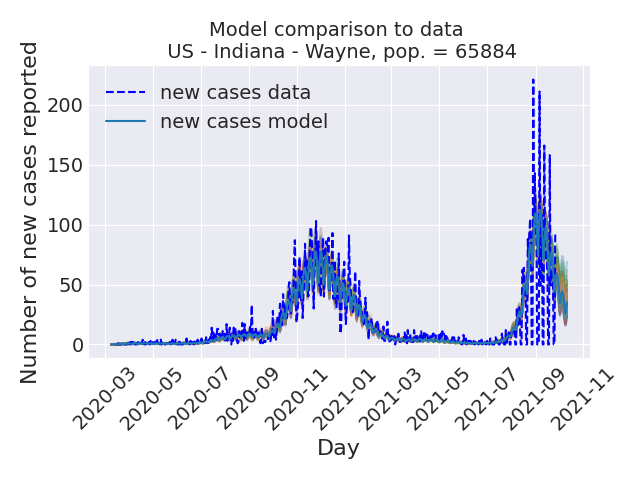 Model comparison to data
US - Indiana - Wayne, pop. = 65884
Number of new cases reported
200
150
100
50
0
new cases data
new cases model
2020-03
2020-05
2020-07
2020-09
2020-11
2021-01
2021-03
2021-05
2021-07
2021-09
2021-11
Day